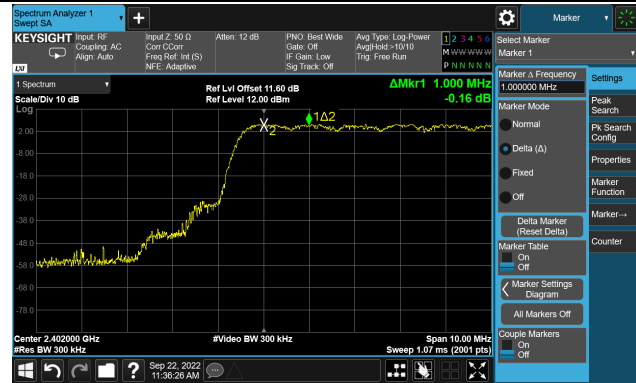 Spectrum Analyzer 1
Swept SA
Marker
KEYSIGHT Input: RF
Coupling: AC
Align: Auto
Input Z: 50 Ω
Corr CCorr
Freq Ref: Int (S)
NFE: Adaptive
Atten: 12 dB
PNO: Best Wide
Gate: Off
IF Gain: Low
Sig Track: Off
Avg Type: Log-Power
Avg|Hold:>10/10
Trig: Free Run
1 2 3 4 5 6
M W W W W W
P N N N N N
LXI
Select Marker
Marker 1
1 Spectrum
Scale/Div 10 dB
Log
Ref Lvl Offset 11.60 dB
Ref Level 12.00 dBm
ΔMkr1 1.000 MHz
-0.16 dB
2.00
-8.00
-18.0
-28.0
-38.0
-48.0
-58.0
-68.0
-78.0
X2
1Δ2
Center 2.402000 GHz
#Res BW 300 kHz
#Video BW 300 kHz
Span 10.00 MHz
Sweep 1.07 ms (2001 pts)
Marker Δ Frequency
1.000000 MHz
Marker Mode
Normal
Delta (Δ)
Fixed
Off
Delta Marker
(Reset Delta)
Marker Table
On
Off
Marker Settings
Diagram
All Markers Off
Couple Markers
On
Off
Settings
Peak
Search
Pk Search
Config
Properties
Marker
Function
Marker→
Counter
?
Sep 22, 2022
11:36:26 AM